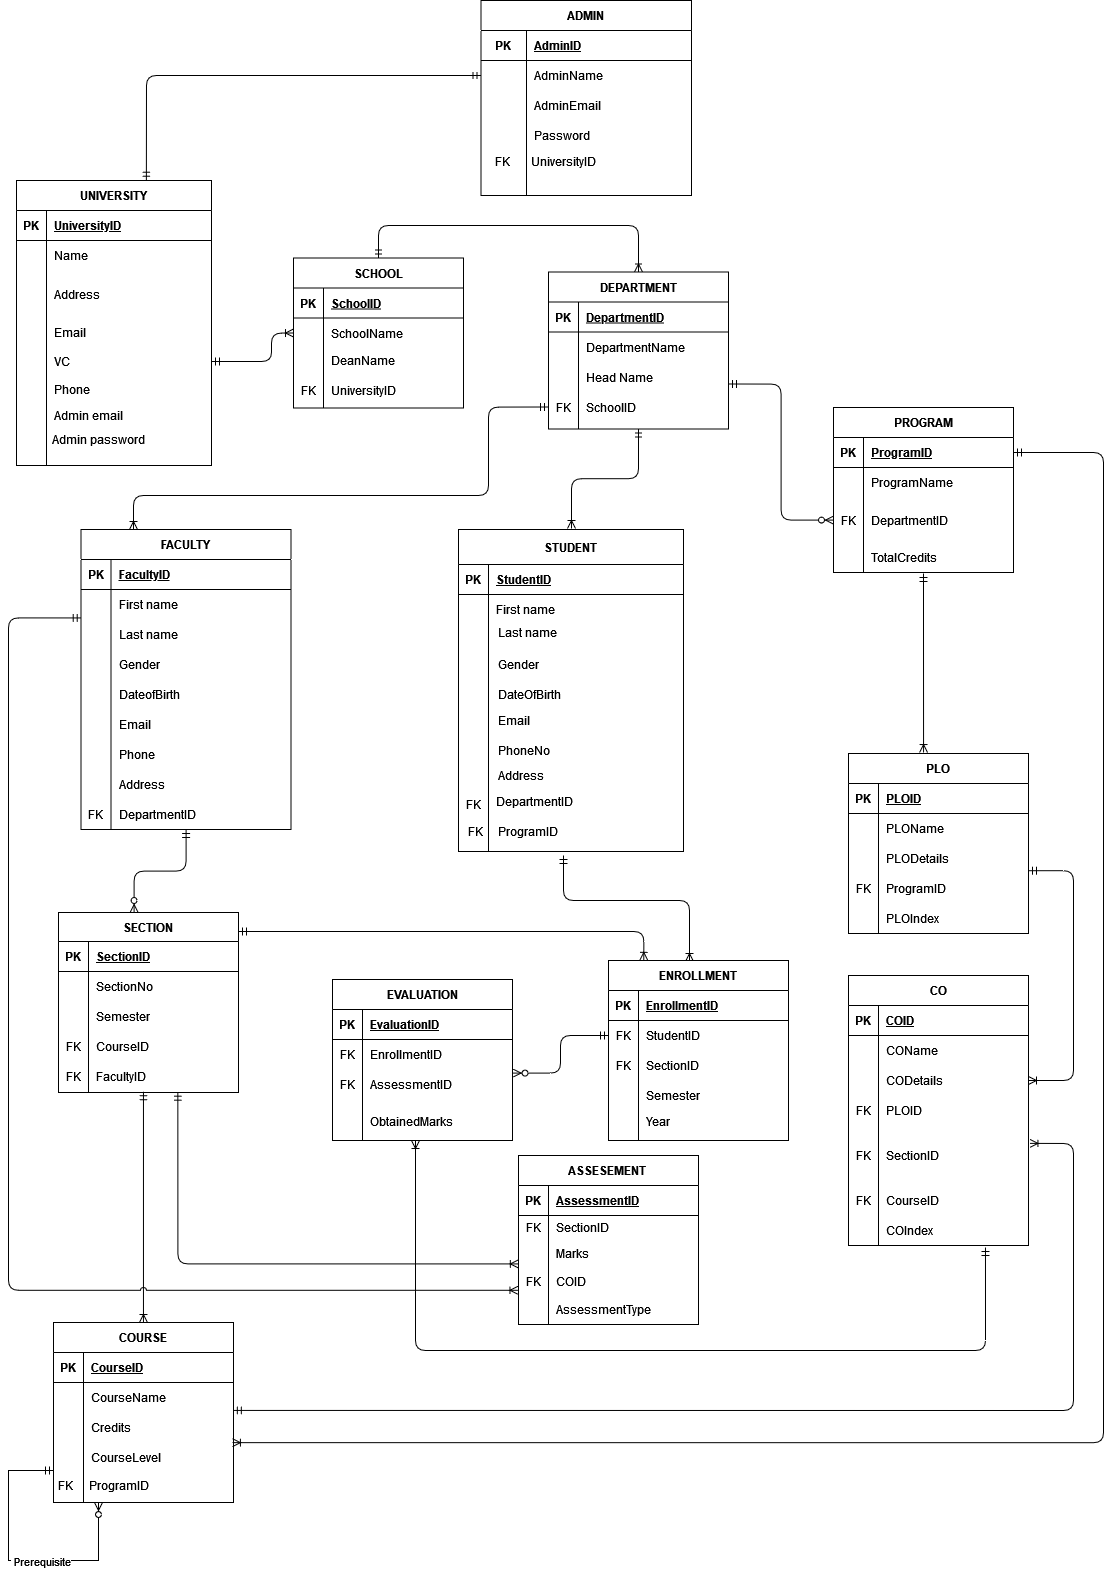 ADMIN
PK AdminID
AdminName
AdminEmail
Password
FK UniversityID
UNIVERSITY
PK UniversityID
Name
Address
Email
VC
Phone
Admin email
Admin password
SCHOOL
PK SchoolID
SchoolName
DeanName
FK UniversityID
DEPARTMENT
PK DepartmentID
DepartmentName
Head Name
FK SchoolID
PROGRAM
PK ProgramID
ProgramName
FK DepartmentID
TotalCredits
FACULTY
PK FacultyID
First name
Last name
Gender
DateofBirth
Email
Phone
Address
FK DepartmentID
STUDENT
PK StudentID
First name
Last name
Gender
DateOfBirth
Email
PhoneNo
Address
FK DepartmentID
FK ProgramID
PLO
PK PLOID
PLOName
PLODetails
FK ProgramID
PLOIndex
SECTION
PK SectionID
SectionNo
Semester
FK CourseID
FK FacultyID
EVALUATION
PK EvaluationID
FK EnrollmentID
FK AssessmentID
ObtainedMarks
ENROLLMENT
PK EnrollmentID
FK StudentID
FK SectionID
Semester
Year
CO
PK COID
COName
CODetails
FK PLOID
FK SectionID
FK CourseID
COIndex
ASSESEMENT
PK AssessmentID
FK SectionID
Marks
FK COID
AssessmentType
COURSE
PK CourseID
CourseName
Credits
CourseLevel
FK ProgramID
Prerequisite